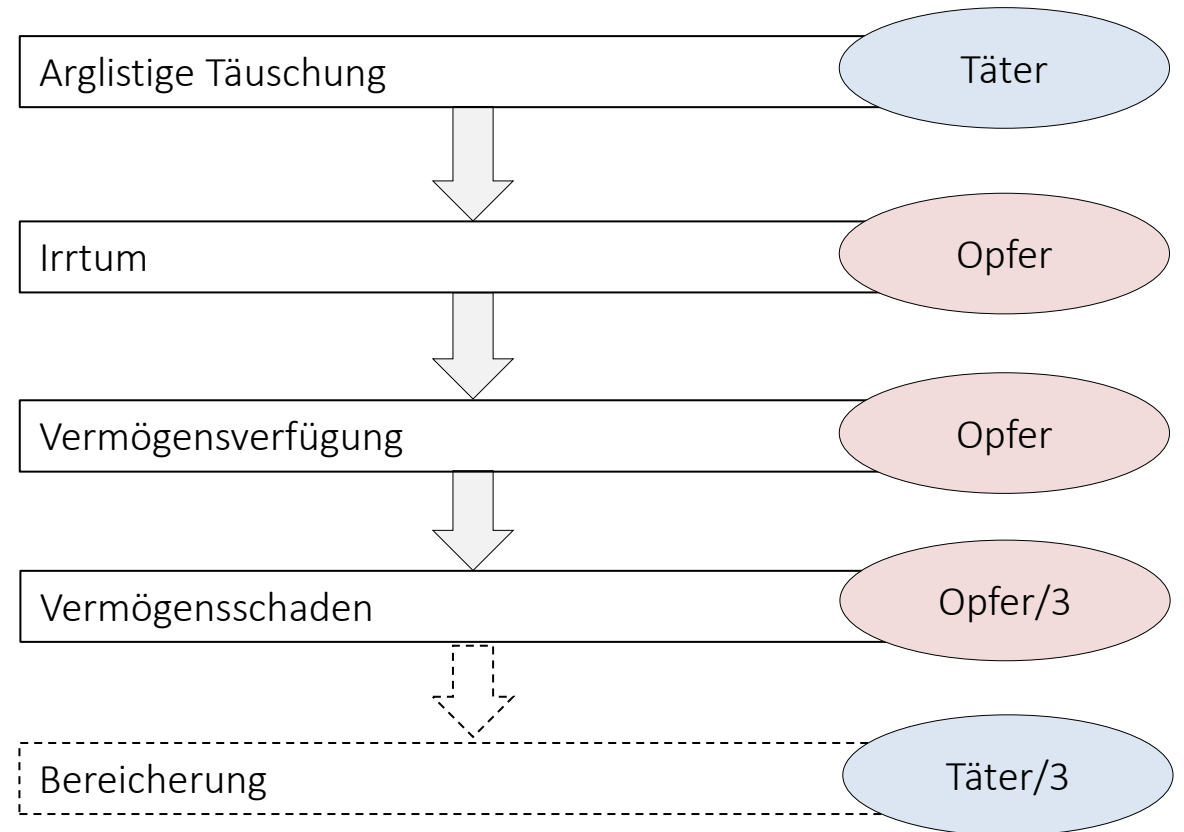 Arglistige Täuschung
Täter
Irrtum
Opfer
Vermögensverfügung
Opfer
Vermögensschaden
Opfer/3
Bereicherung
Täter/3